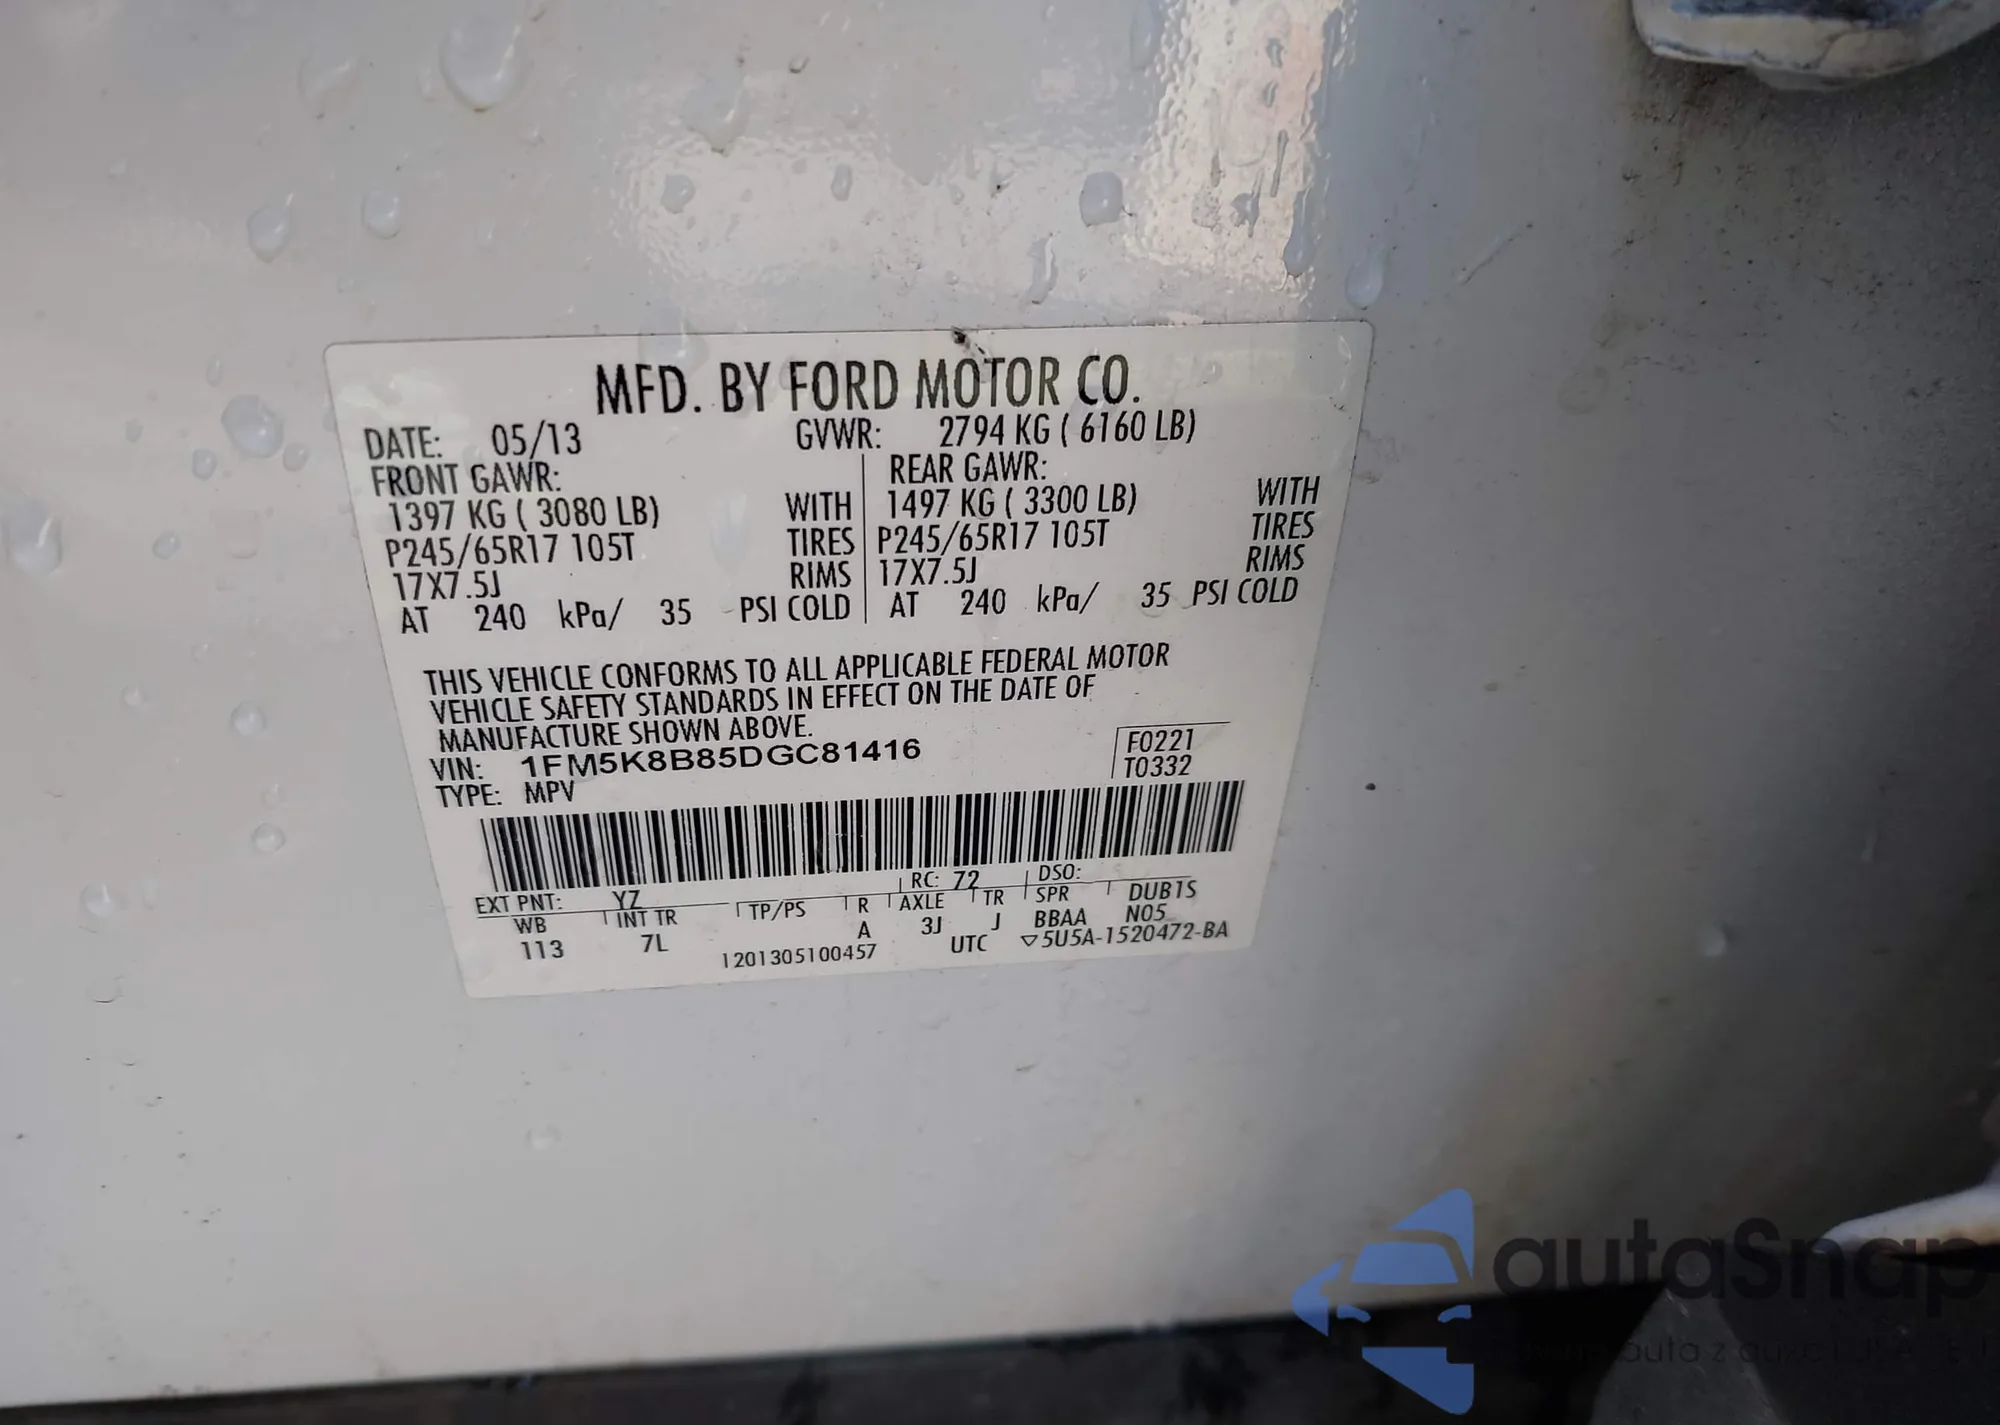 MFD. BY FORD MOTOR CO.
DATE: 05/13 GVWR: 2794 KG ( 6160 LB)
FRONT GAWR: REAR GAWR:
1397 KG ( 3080 LB) WITH 1497 KG ( 3300 LB) WITH
P245/65R17 105T TIRES P245/65R17 105T TIRES
17X7.5J RIMS 17X7.5J RIMS
AT 240 kPa/ 35 PSI COLD AT 240 kPa/ 35 PSI COLD
THIS VEHICLE CONFORMS TO ALL APPLICABLE FEDERAL MOTOR
VEHICLE SAFETY STANDARDS IN EFFECT ON THE DATE OF
MANUFACTURE SHOWN ABOVE.
VIN: 1FM5K8B85DGC81416 F0221
TYPE: MPV T0332
EXT PNT: YZ RC: 72 DSO:
WB INT TR TP/PS R AXLE TR SPR DUB1S
113 7L A 3J J BBAA N05
1201305100457 UTC ▽5U5A-1520472-BA
autaSnap
auta z